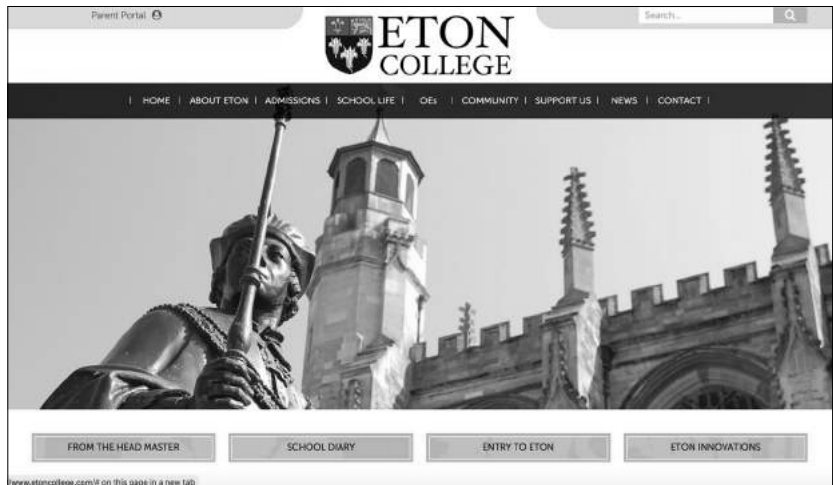 Parent Portal
Search...
ETON
COLLEGE
HOME | ABOUT ETON | ADMISSIONS | SCHOOL LIFE | OEs | COMMUNITY | SUPPORT US | NEWS | CONTACT
FROM THE HEAD MASTER
SCHOOL DIARY
ENTRY TO ETON
ETON INNOVATIONS
/www.etoncollege.com/# on this page in a new tab